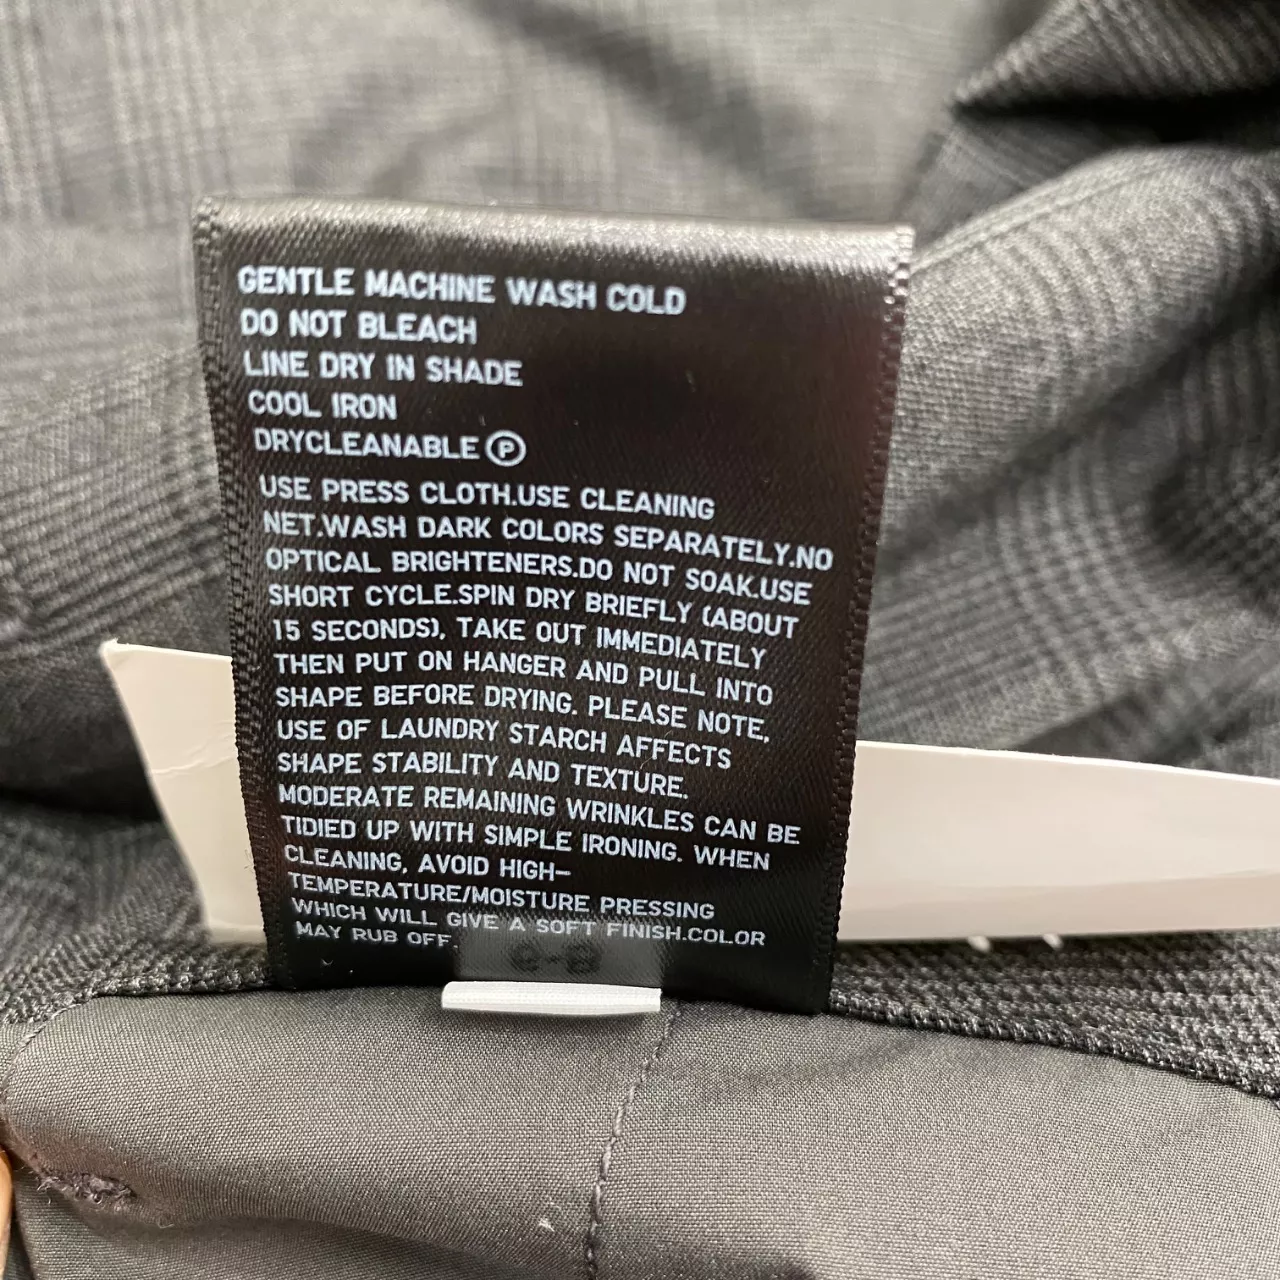 GENTLE MACHINE WASH COLD
DO NOT BLEACH
LINE DRY IN SHADE
COOL IRON
DRYCLEANABLE Ⓟ
USE PRESS CLOTH.USE CLEANING
NET.WASH DARK COLORS SEPARATELY.NO
OPTICAL BRIGHTENERS.DO NOT SOAK.USE
SHORT CYCLE.SPIN DRY BRIEFLY (ABOUT
15 SECONDS), TAKE OUT IMMEDIATELY
THEN PUT ON HANGER AND PULL INTO
SHAPE BEFORE DRYING. PLEASE NOTE,
USE OF LAUNDRY STARCH AFFECTS
SHAPE STABILITY AND TEXTURE.
MODERATE REMAINING WRINKLES CAN BE
TIDIED UP WITH SIMPLE IRONING. WHEN
CLEANING, AVOID HIGH-
TEMPERATURE/MOISTURE PRESSING
WHICH WILL GIVE A SOFT FINISH.COLOR
MAY RUB OFF.